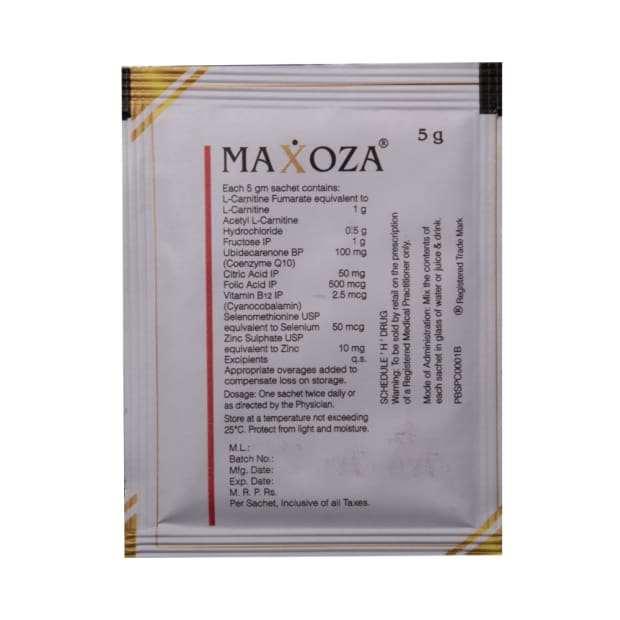 5 g
MAXOZA®
Each 5 gm sachet contains:
L-Carnitine Fumarate equivalent to
L-Carnitine 1 g
Acetyl L-Carnitine
Hydrochloride 0.5 g
Fructose IP 1 g
Ubidecarenone BP 100 mg
(Coenzyme Q10)
Citric Acid IP 50 mg
Folic Acid IP 500 mcg
Vitamin B12 IP 2.5 mcg
(Cyanocobalamin)
Selenomethionine USP
equivalent to Selenium 50 mcg
Zinc Sulphate USP
equivalent to Zinc 10 mg
Excipients q.s.
Appropriate overages added to
compensate loss on storage.
Dosage: One sachet twice daily or
as directed by the Physician.
Store at a temperature not exceeding
25°C. Protect from light and moisture.
M.L.:
Batch No.:
Mfg. Date:
Exp. Date:
M. R. P. Rs.
Per Sachet, Inclusive of all Taxes.
SCHEDULE 'H' DRUG
Warning: To be sold by retail on the prescription
of a Registered Medical Practitioner only.
Mode of Administration: Mix the contents of
each sachet in glass of water or juice & drink.
PBSPC0001B ® Registered Trade Mark